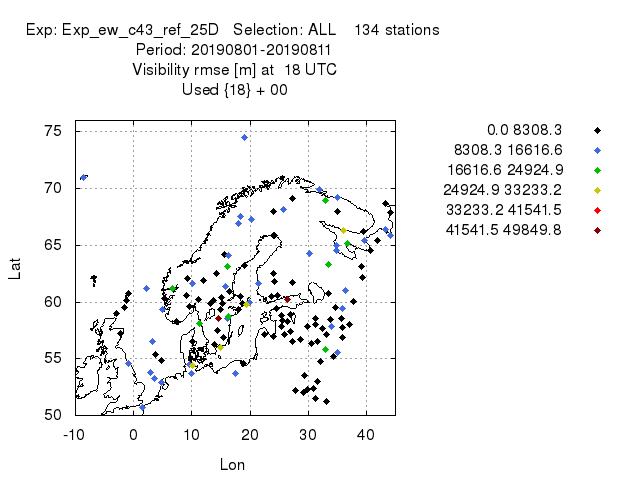 Exp: Exp_ew_c43_ref_25D Selection: ALL 134 stations
Period: 20190801-20190811
Visibility rmse [m] at 18 UTC
Used {18} + 00
0.0 8308.3
8308.3 16616.6
16616.6 24924.9
24924.9 33233.2
33233.2 41541.5
41541.5 49849.8
75
70
65
60
55
50
Lat
-10 0 10 20 30 40
Lon